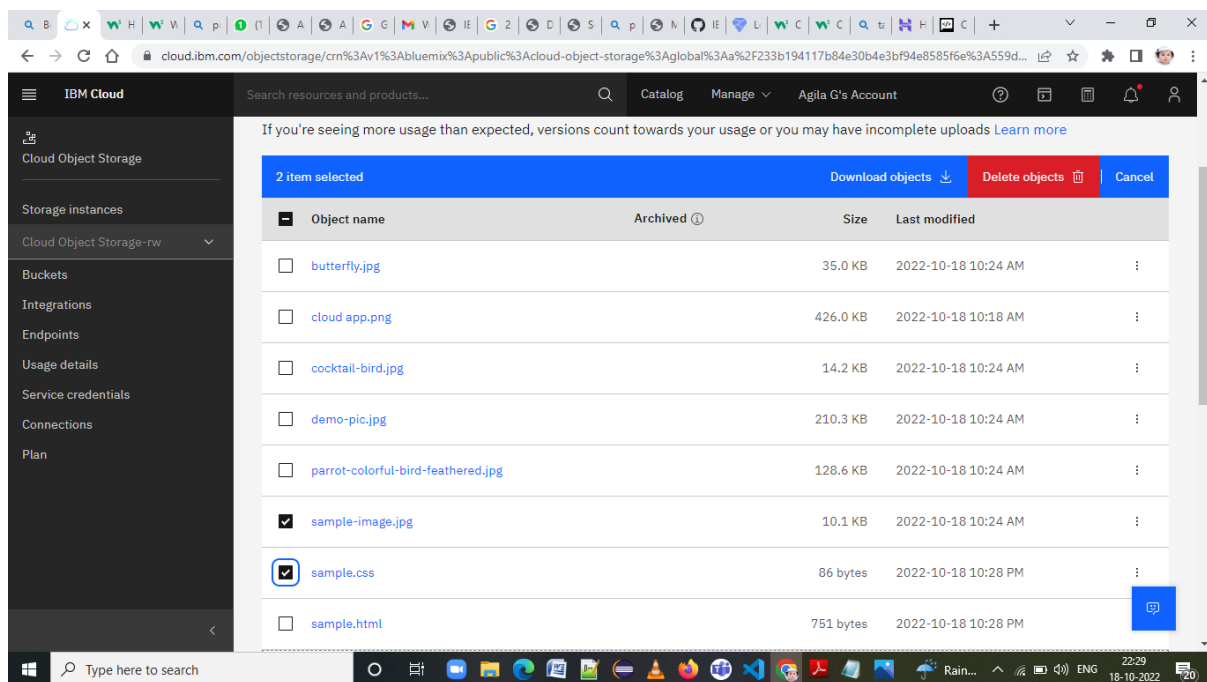 cloud.ibm.com/objectstorage/crn%3Av1%3Abluemix%3Apublic%3Acloud-object-storage%3Aglobal%3Aa%2F233b194117b84e30b4e3bf94e8585f6e%3A559d...
IBM Cloud
Search resources and products...
Catalog
Manage
Agila G's Account
Cloud Object Storage
Storage instances
Cloud Object Storage-rw
Buckets
Integrations
Endpoints
Usage details
Service credentials
Connections
Plan
If you're seeing more usage than expected, versions count towards your usage or you may have incomplete uploads Learn more
2 item selected Download objects Delete objects Cancel
Object name Archived Size Last modified
butterfly.jpg 35.0 KB 2022-10-18 10:24 AM
cloud app.png 426.0 KB 2022-10-18 10:18 AM
cocktail-bird.jpg 14.2 KB 2022-10-18 10:24 AM
demo-pic.jpg 210.3 KB 2022-10-18 10:24 AM
parrot-colorful-bird-feathered.jpg 128.6 KB 2022-10-18 10:24 AM
sample-image.jpg 10.1 KB 2022-10-18 10:24 AM
sample.css 86 bytes 2022-10-18 10:28 PM
sample.html 751 bytes 2022-10-18 10:28 PM
Type here to search
Rain... ENG 22:29
18-10-2022
20